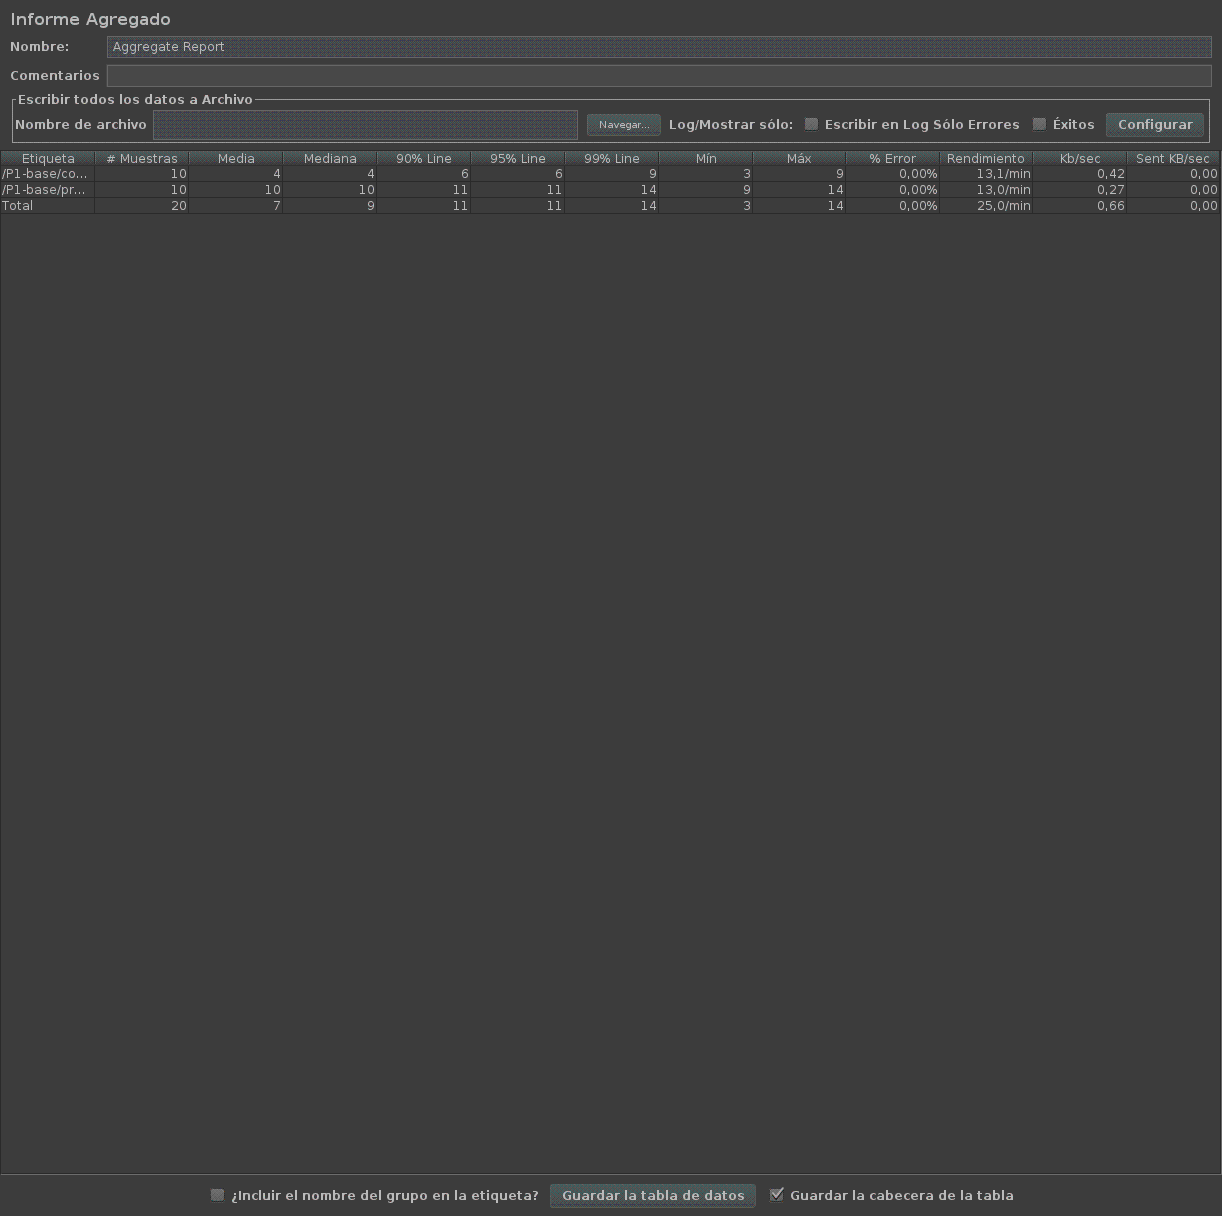 Informe Agregado
Nombre: Aggregate Report
Comentarios
Escribir todos los datos a Archivo
Nombre de archivo Navegar... Log/Mostrar sólo: Escribir en Log Sólo Errores Éxitos Configurar
Etiqueta # Muestras Media Mediana 90% Line 95% Line 99% Line Mín Máx % Error Rendimiento Kb/sec Sent KB/sec
/P1-base/co... 10 4 4 6 6 9 3 9 0,00% 13,1/min 0,42 0,00
/P1-base/pr... 10 10 10 11 11 14 9 14 0,00% 13,0/min 0,27 0,00
Total 20 7 9 11 11 14 3 14 0,00% 25,0/min 0,66 0,00
¿Incluir el nombre del grupo en la etiqueta? Guardar la tabla de datos Guardar la cabecera de la tabla